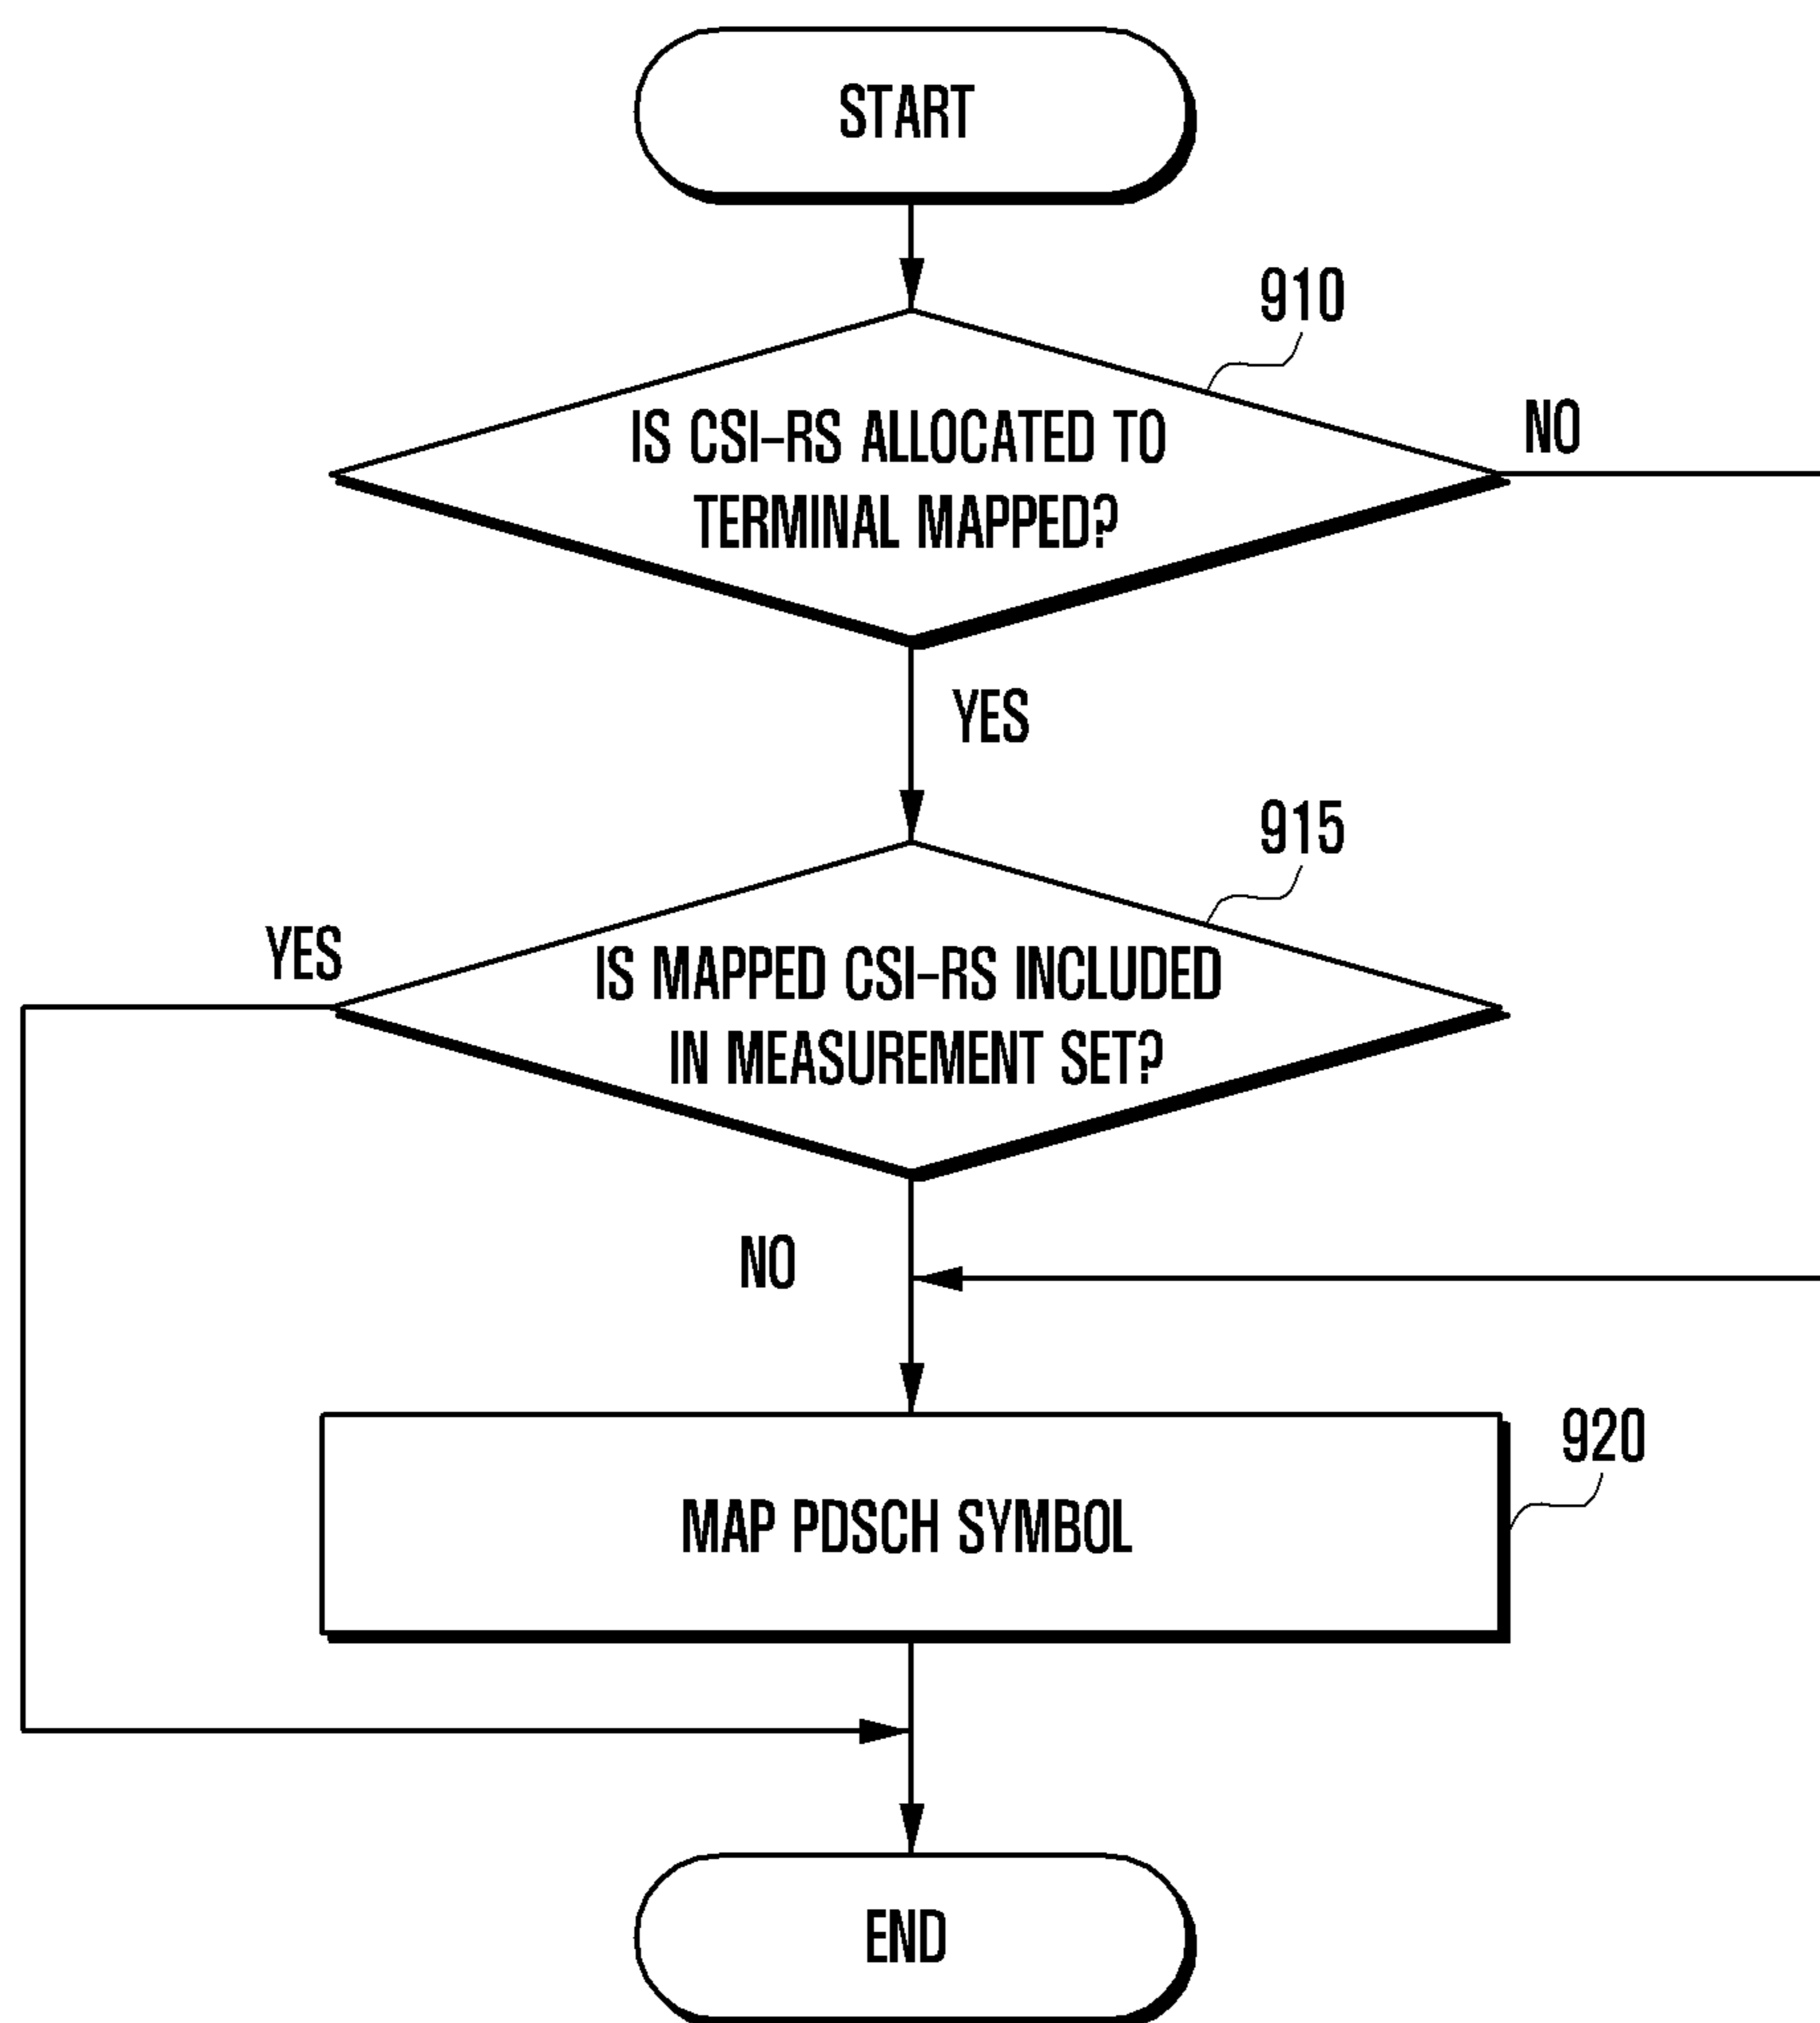 START
910
IS CSI-RS ALLOCATED TO
TERMINAL MAPPED?
NO
YES
915
YES
IS MAPPED CSI-RS INCLUDED
IN MEASUREMENT SET?
NO
920
MAP PDSCH SYMBOL
END